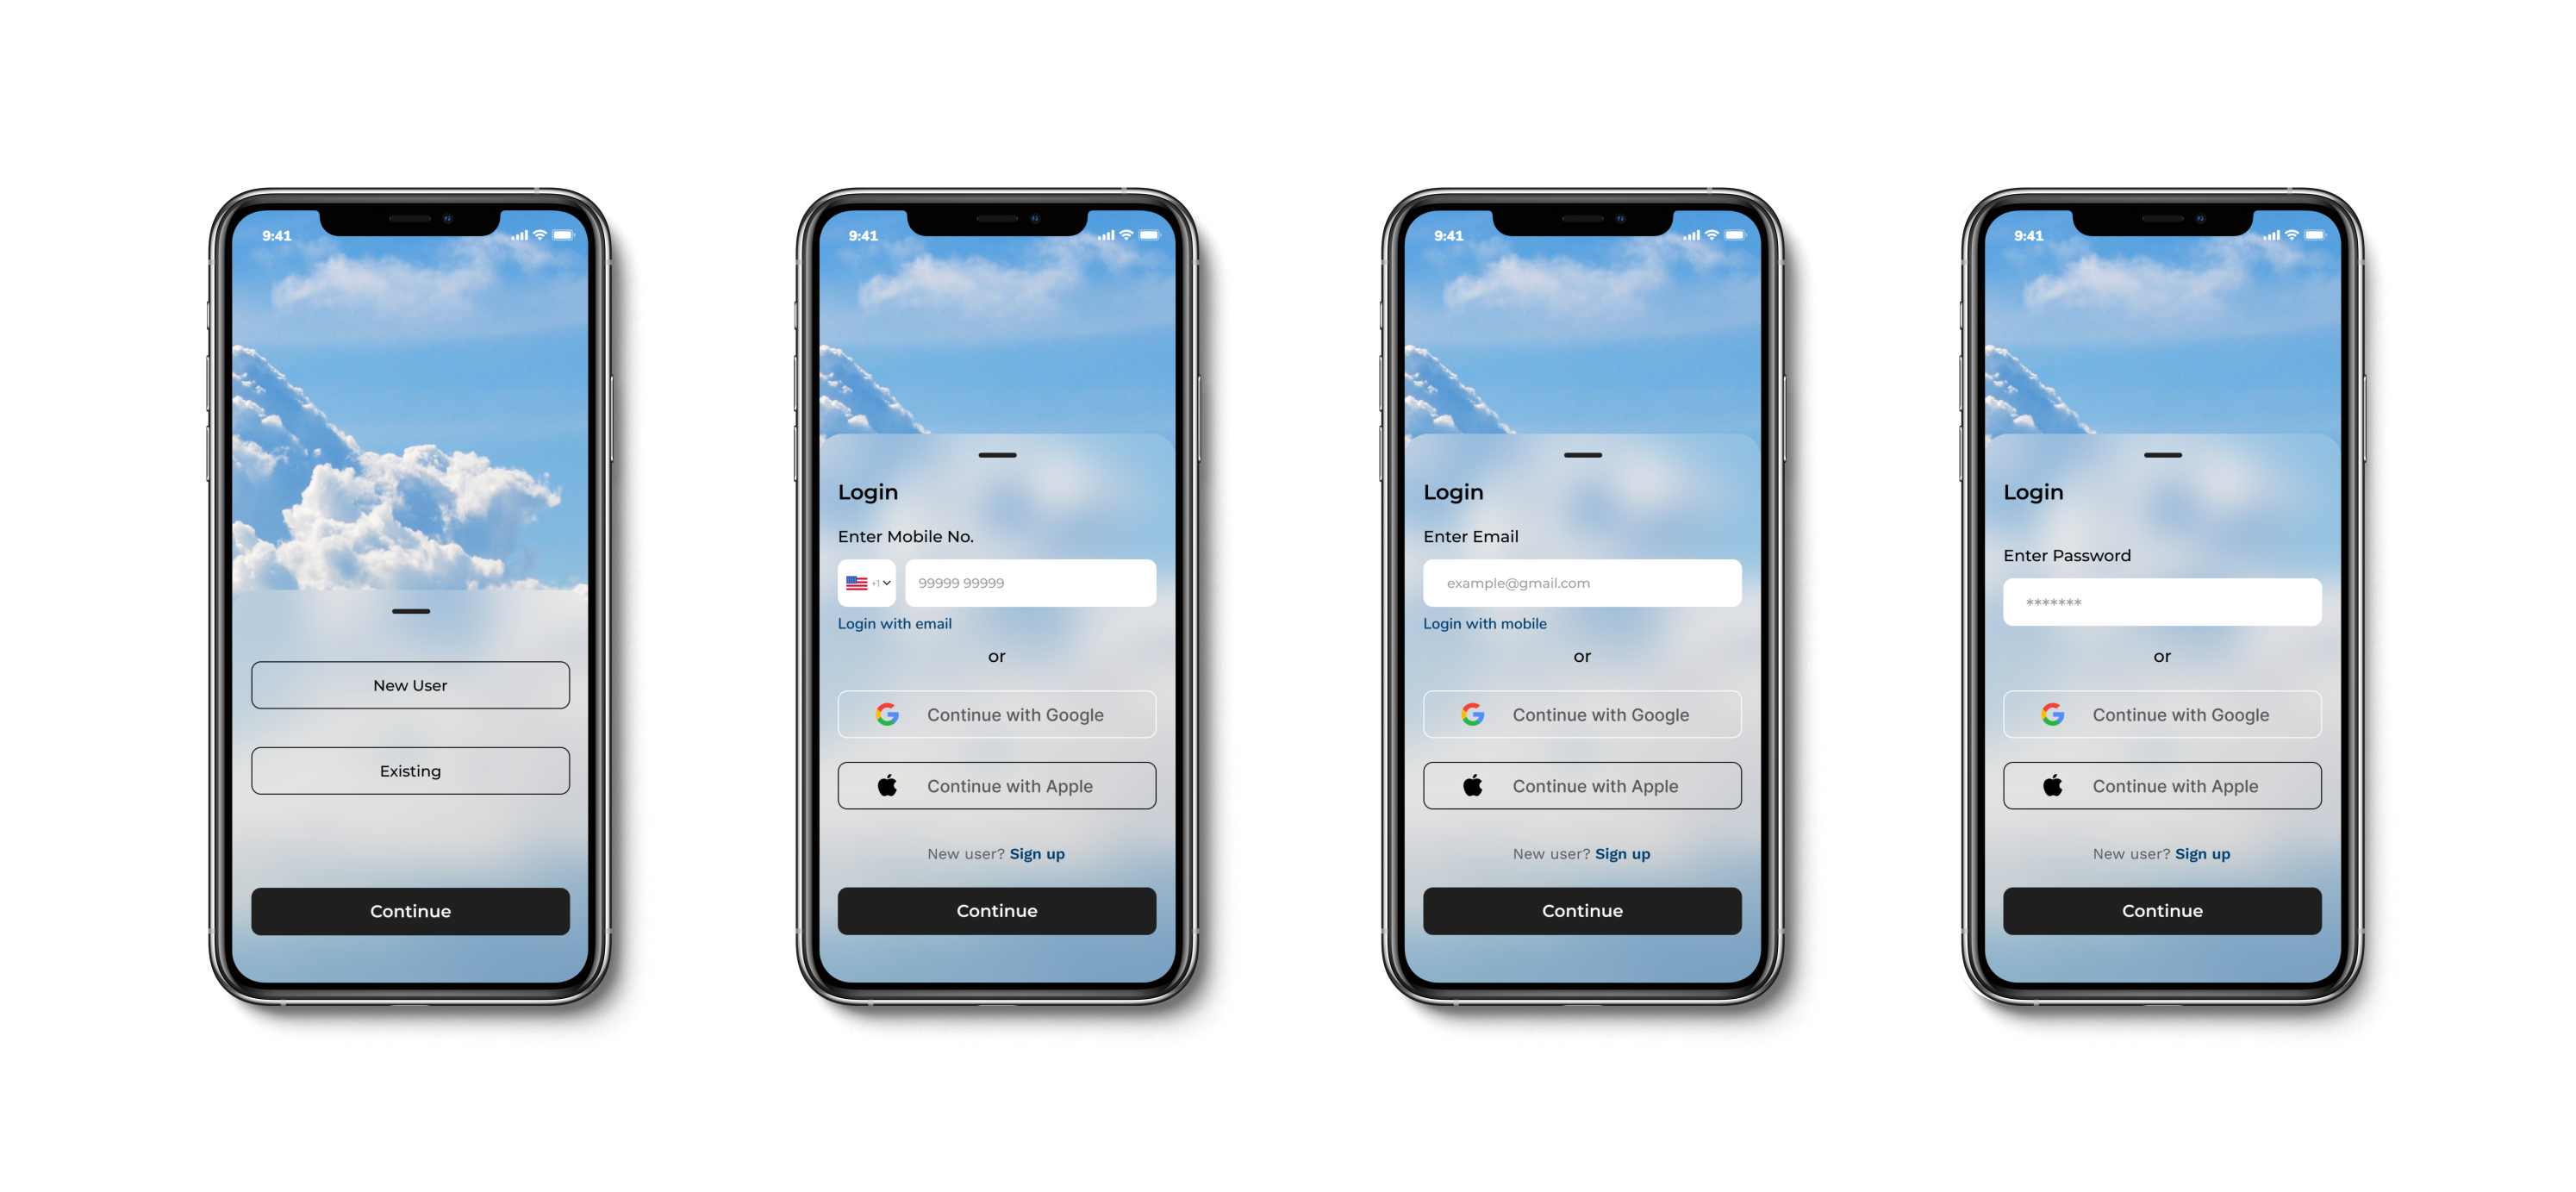 9:41
New User
Existing
Continue
9:41
Login
Enter Mobile No.
+1 99999 99999
Login with email
or
Continue with Google
Continue with Apple
New user? Sign up
Continue
9:41
Login
Enter Email
example@gmail.com
Login with mobile
or
Continue with Google
Continue with Apple
New user? Sign up
Continue
9:41
Login
Enter Password
*******
or
Continue with Google
Continue with Apple
New user? Sign up
Continue